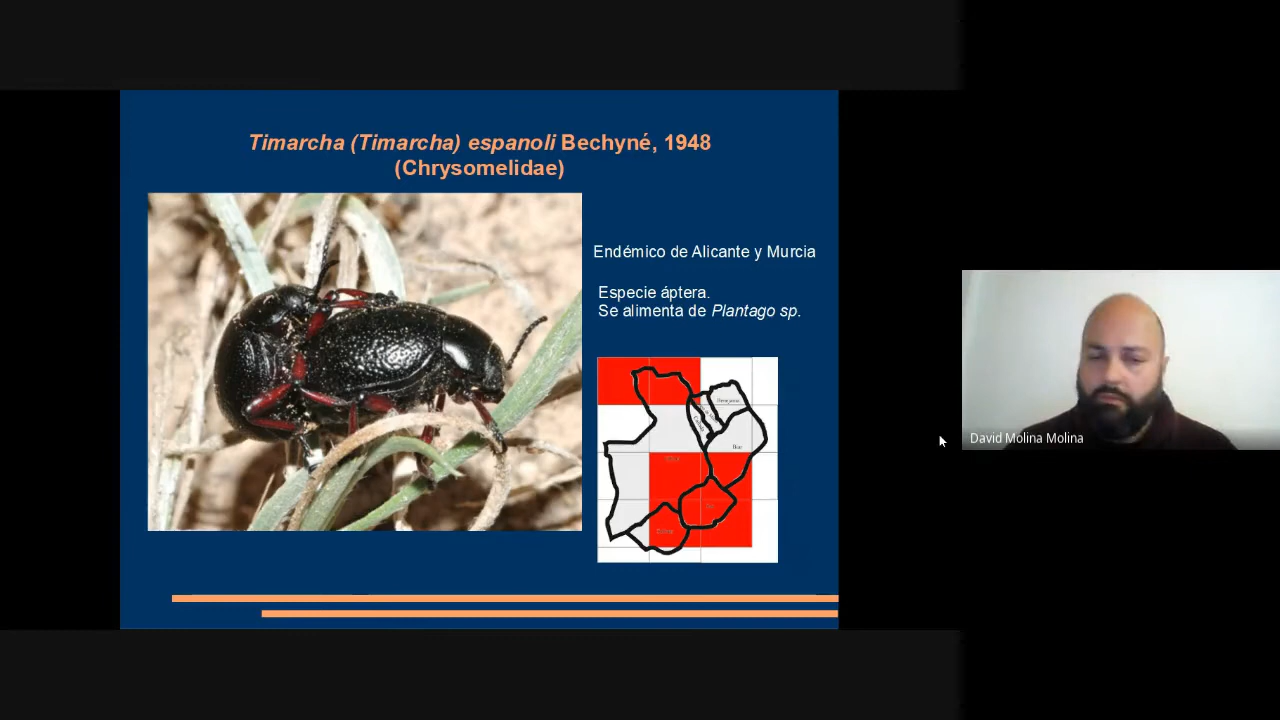 Timarcha (Timarcha) espanoli Bechyné, 1948
(Chrysomelidae)
Endémico de Alicante y Murcia
Especie áptera.
Se alimenta de Plantago sp.
David Molina Molina